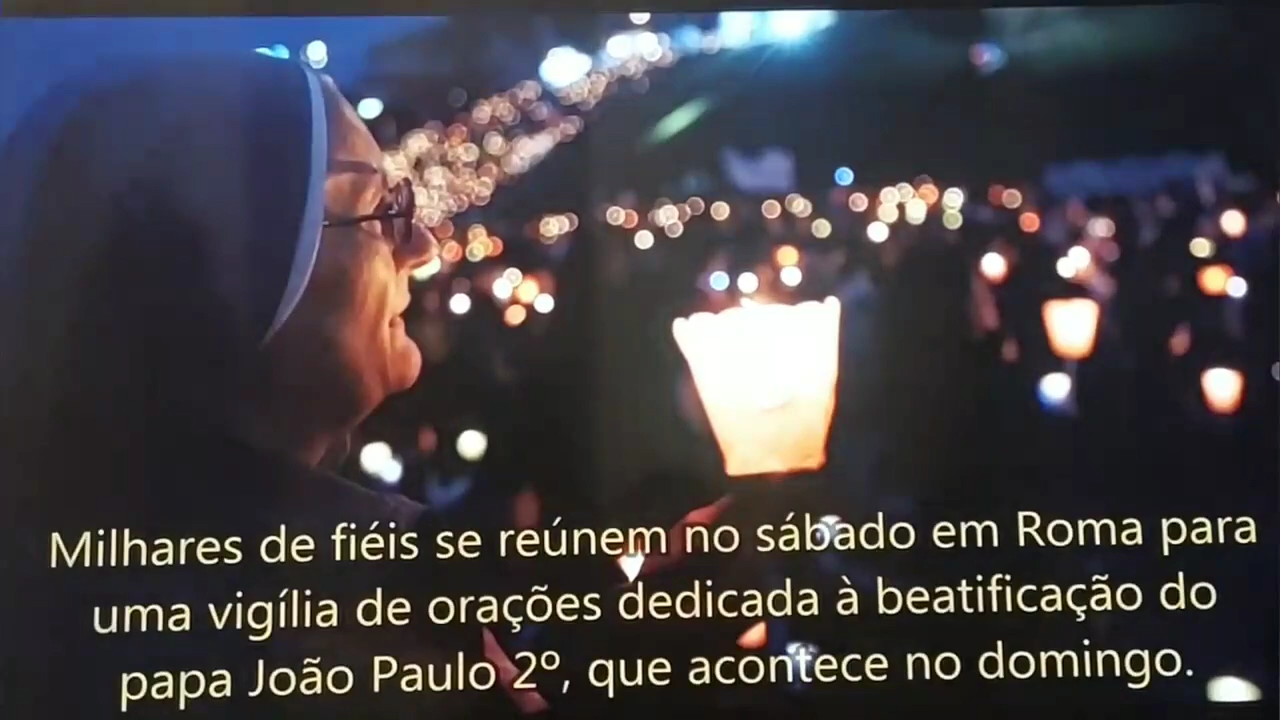 Milhares de fiéis se reúnem no sábado em Roma para
uma vigília de orações dedicada à beatificação do
papa João Paulo 2º, que acontece no domingo.